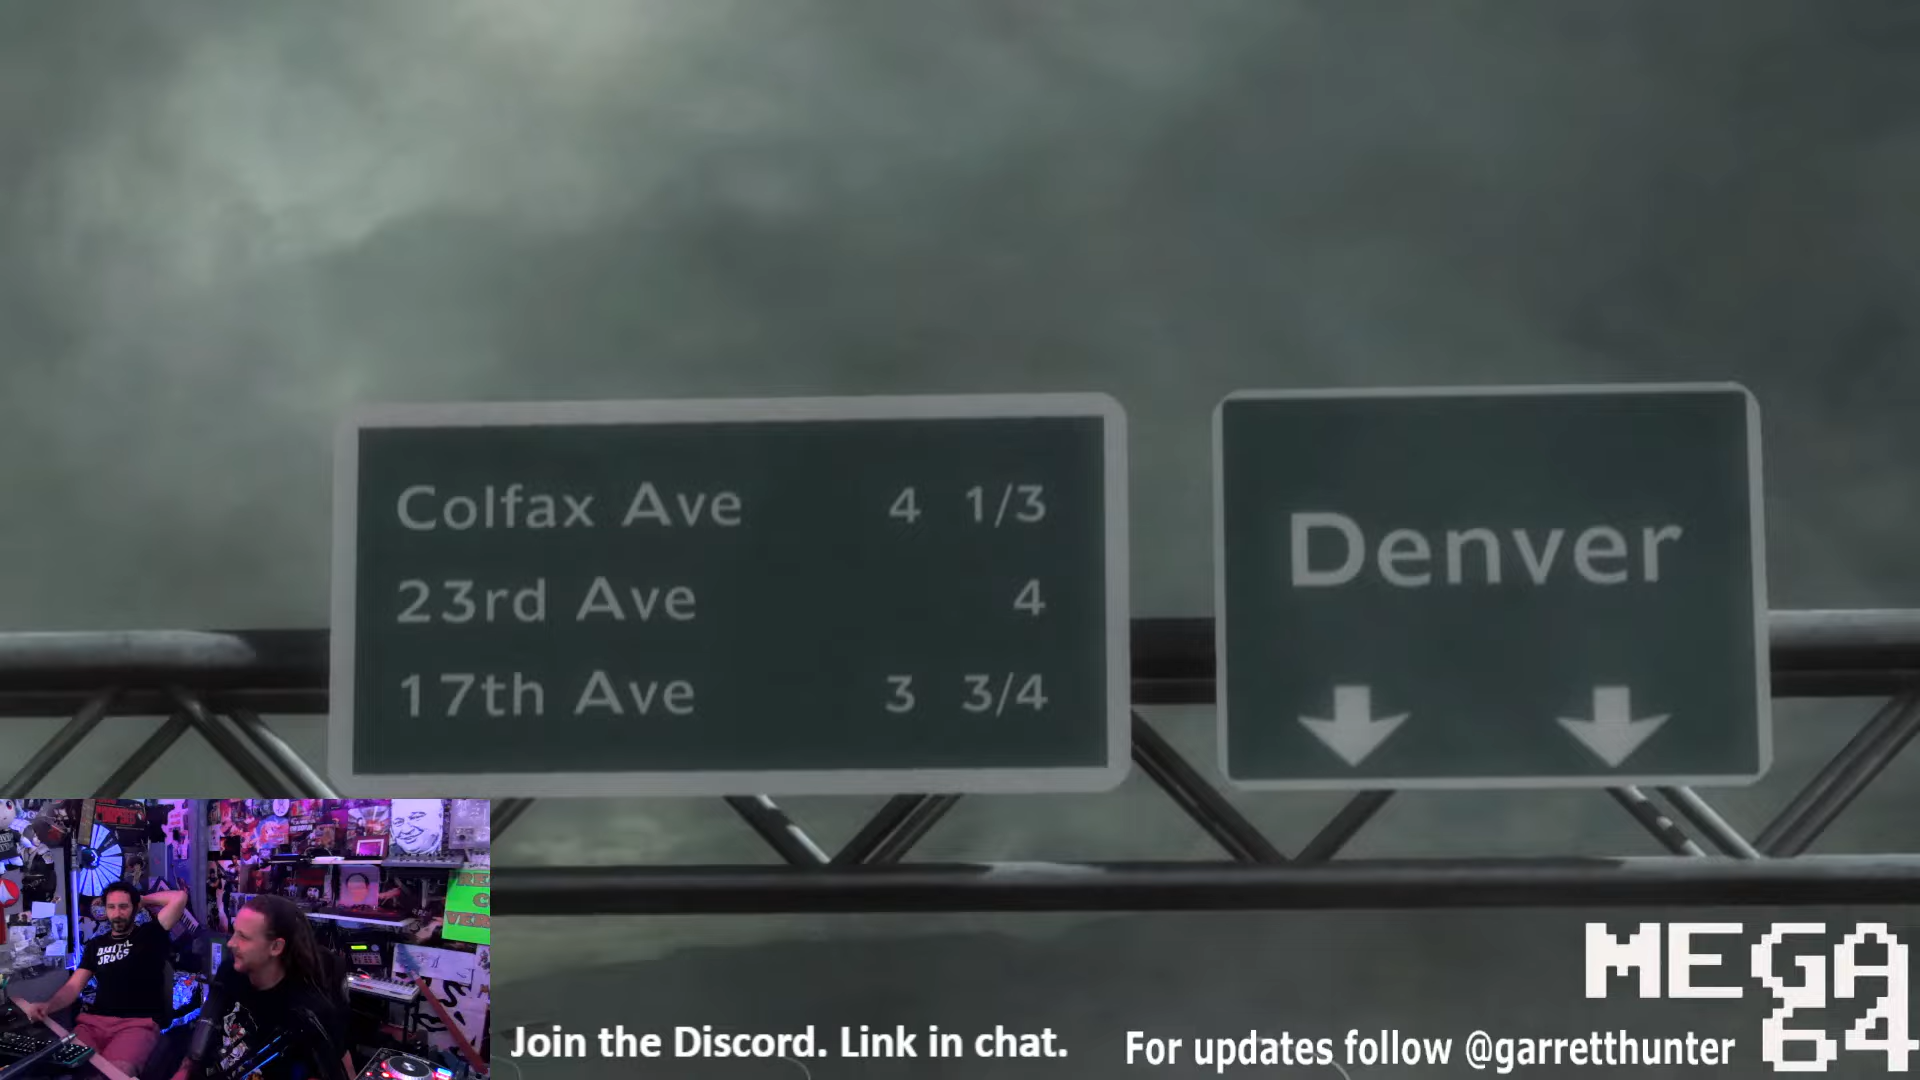 Colfax Ave 4 1/3
23rd Ave 4
17th Ave 3 3/4
Denver
MEGA
64
Join the Discord. Link in chat.
For updates follow @garretthunter